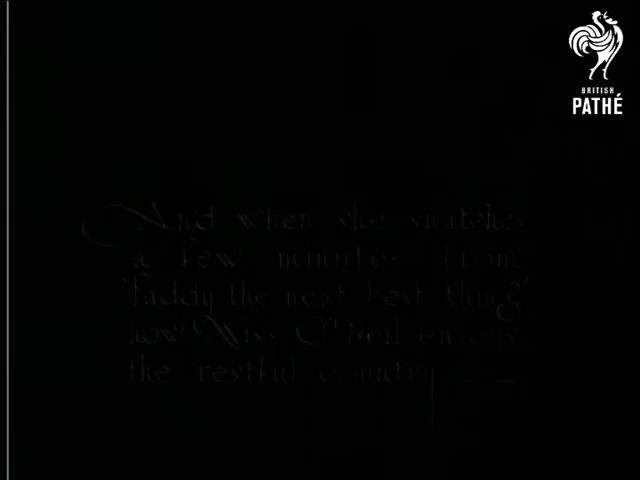 BRITISH
PATHÉ
And when she snatches
a few minutes from
"Paddy the next best thing",
how Miss O'Neil enjoys
the restful country